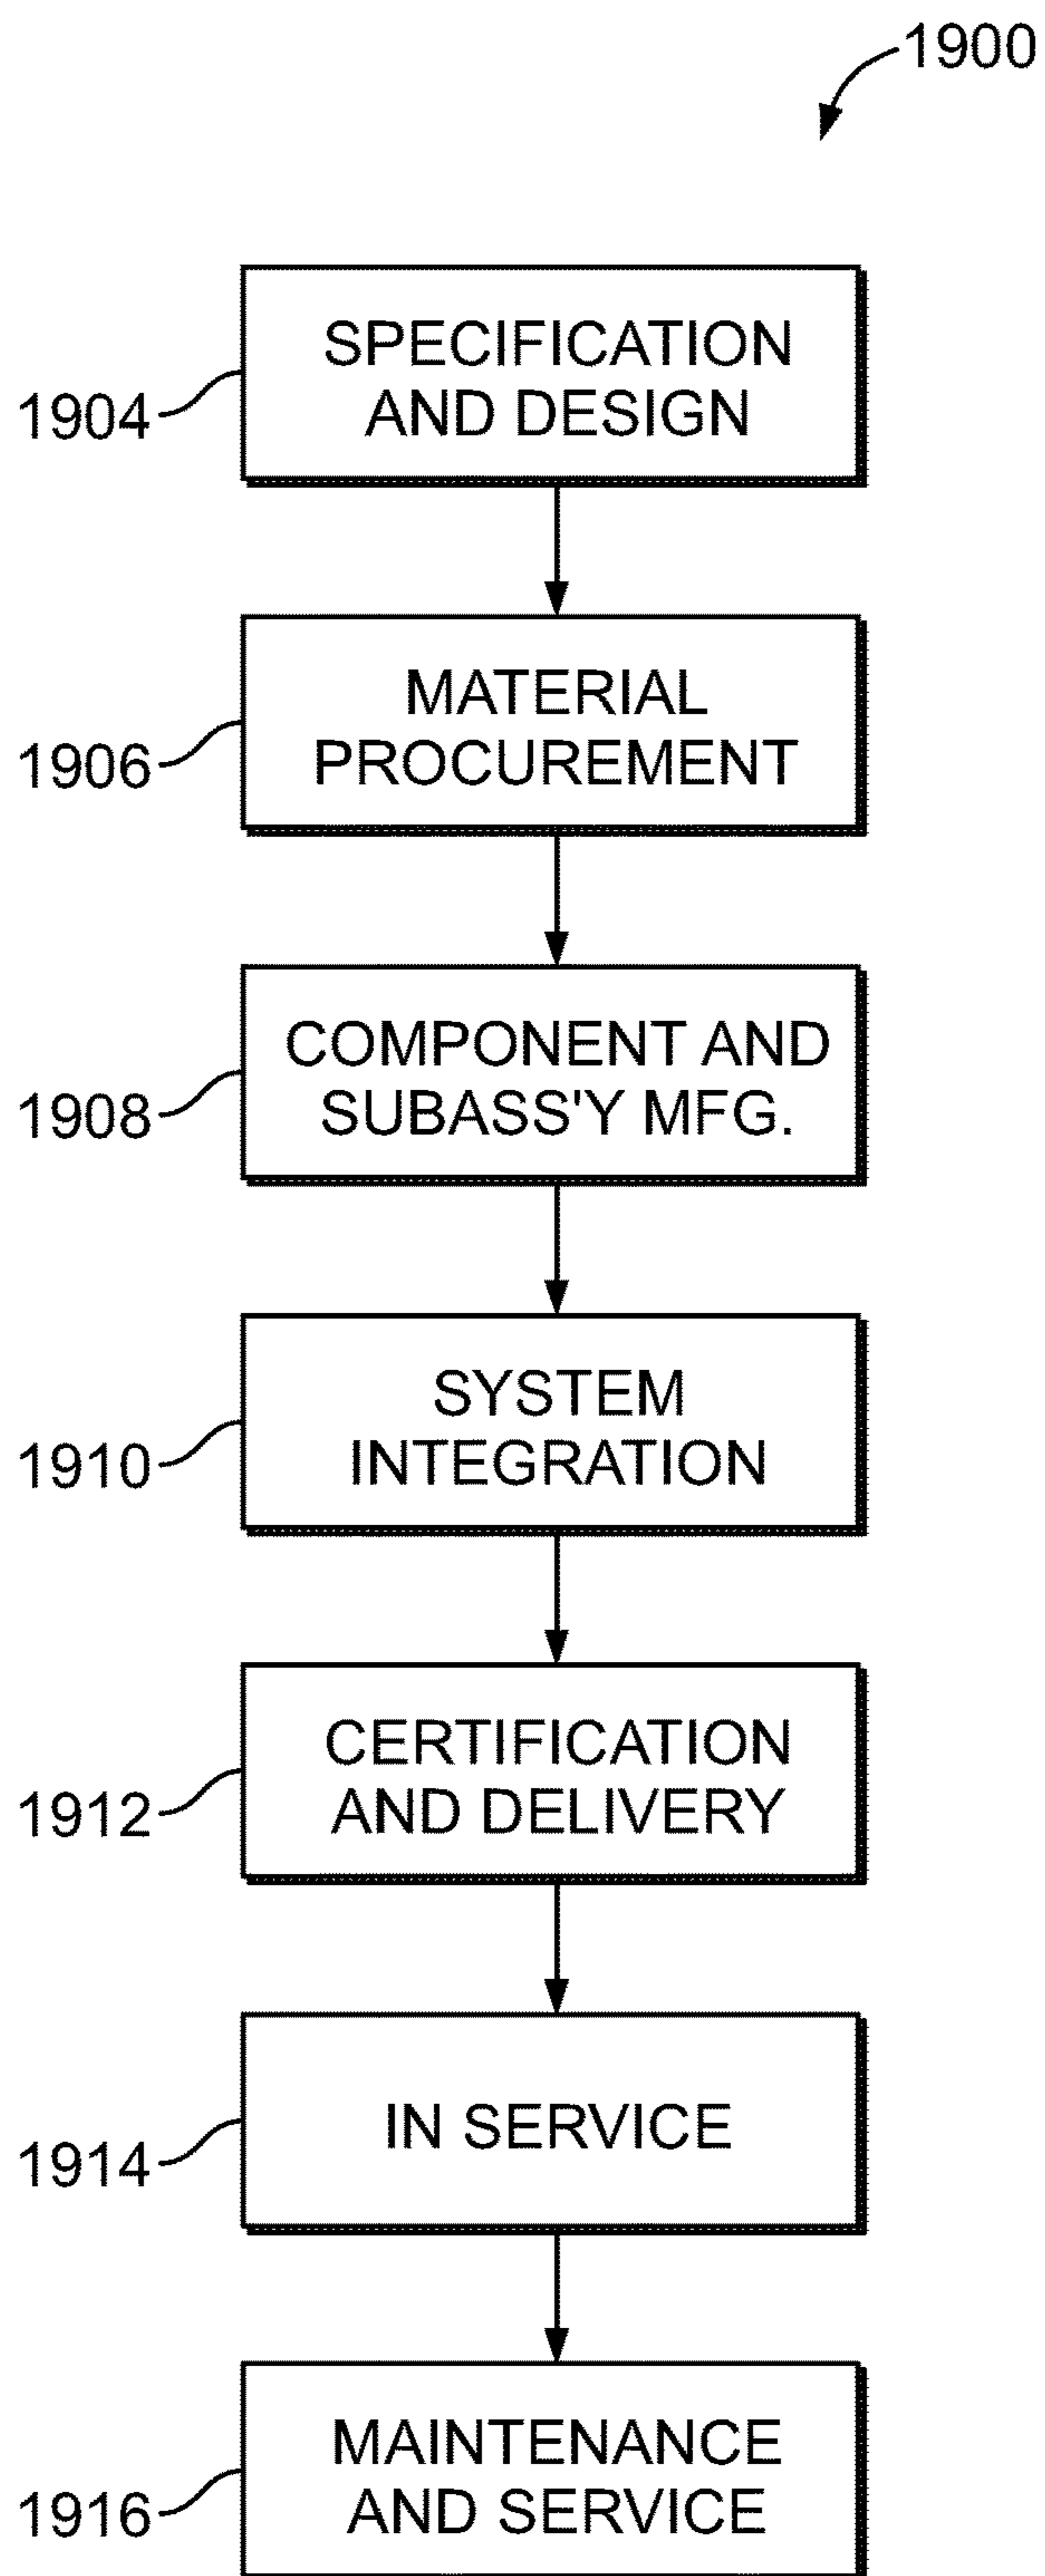 1900
SPECIFICATION
AND DESIGN
1904
MATERIAL
PROCUREMENT
1906
COMPONENT AND
SUBASS'Y MFG.
1908
SYSTEM
INTEGRATION
1910
CERTIFICATION
AND DELIVERY
1912
IN SERVICE
1914
MAINTENANCE
AND SERVICE
1916